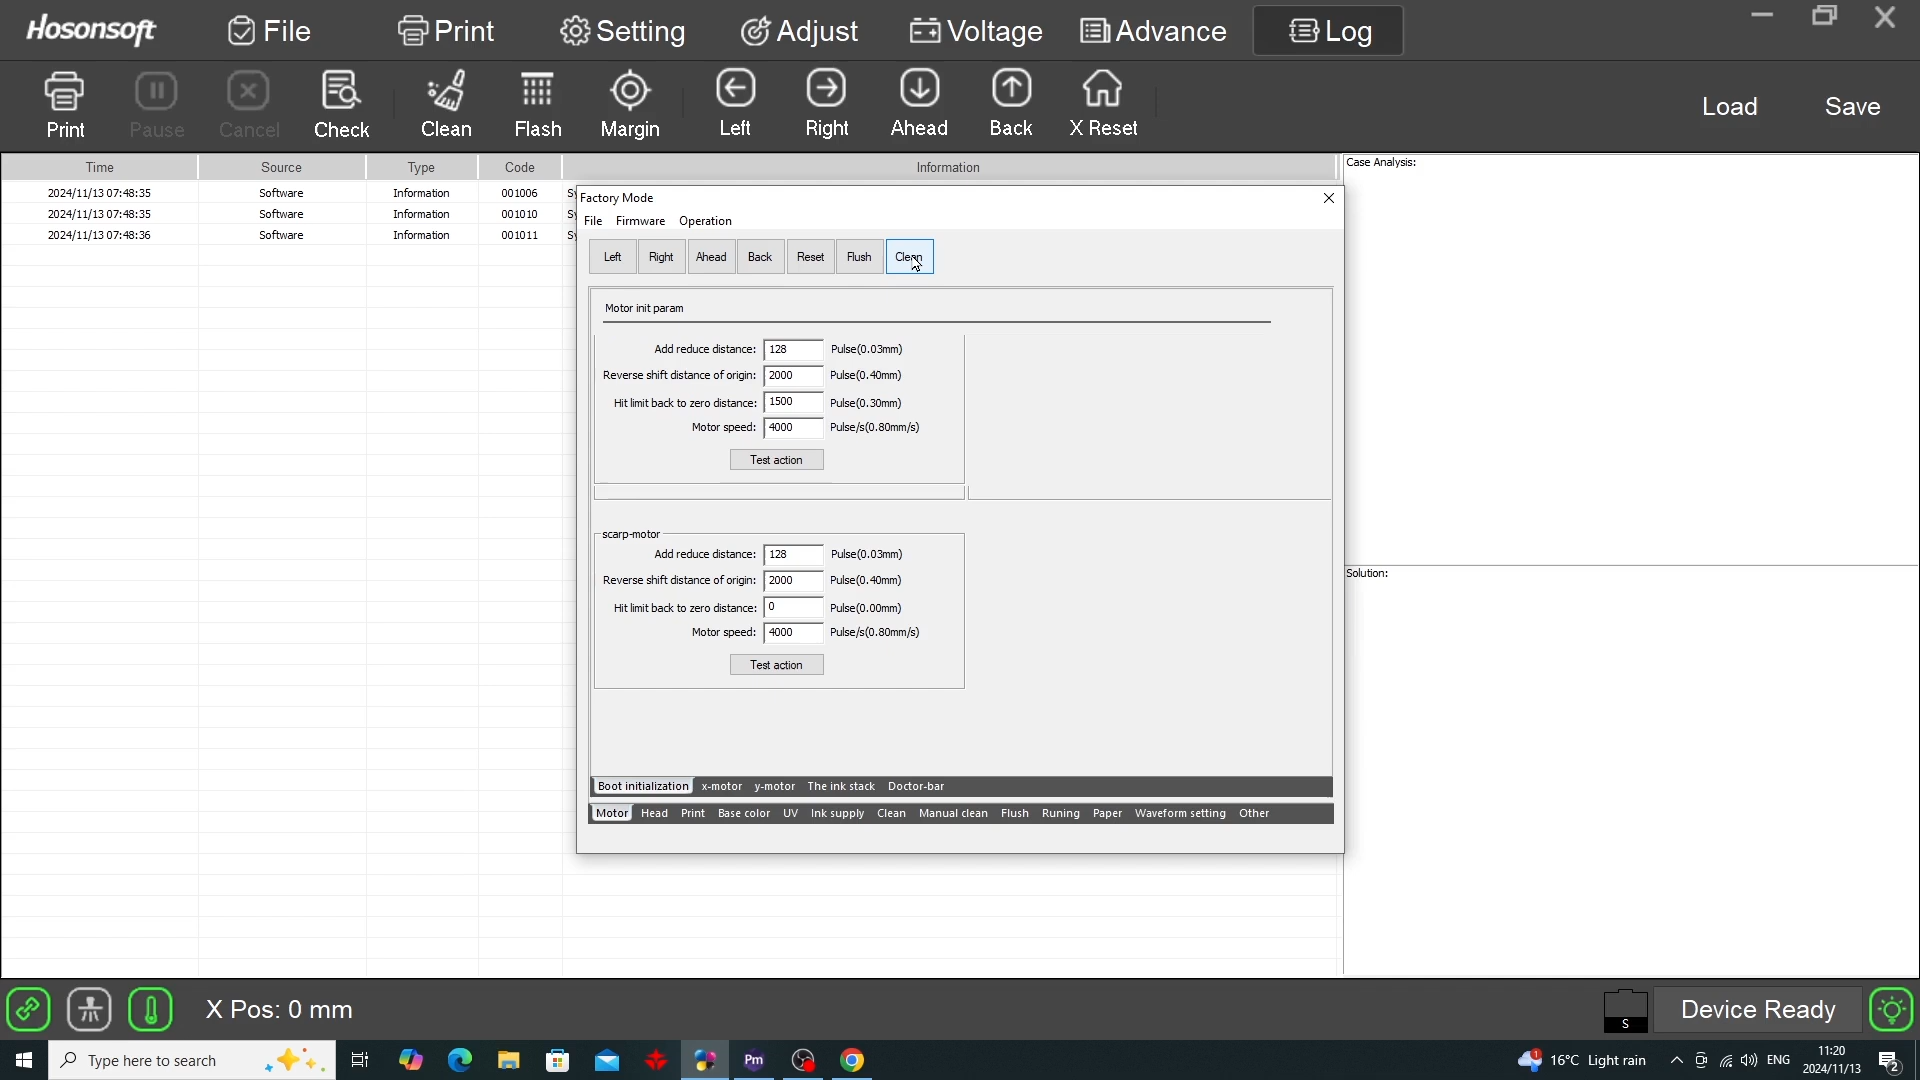 Hosonsoft File Print Setting Adjust Voltage Advance Log
Print Pause Cancel Check Clean Flash Margin Left Right Ahead Back X Reset Load Save
Time Source Type Code Information Case Analysis:
2024/11/13 07:48:35 Software Information 001006 Sy
2024/11/13 07:48:35 Software Information 001010 Sy
2024/11/13 07:48:36 Software Information 001011 Sy
Factory Mode
File Firmware Operation
Left Right Ahead Back Reset Flush Clean
Motor init param
Add reduce distance: 128 Pulse(0.03mm)
Reverse shift distance of origin: 2000 Pulse(0.40mm)
Hit limit back to zero distance: 1500 Pulse(0.30mm)
Motor speed: 4000 Pulse/s(0.80mm/s)
Test action
scarp-motor
Add reduce distance: 128 Pulse(0.03mm)
Reverse shift distance of origin: 2000 Pulse(0.40mm)
Hit limit back to zero distance: 0 Pulse(0.00mm)
Motor speed: 4000 Pulse/s(0.80mm/s)
Test action
Boot initialization x-motor y-motor The ink stack Doctor-bar
Motor Head Print Base color UV Ink supply Clean Manual clean Flush Runing Paper Waveform setting Other
Solution:
X Pos: 0 mm S Device Ready
Type here to search Pm 1 16°C Light rain ENG 11:20
2024/11/13 2